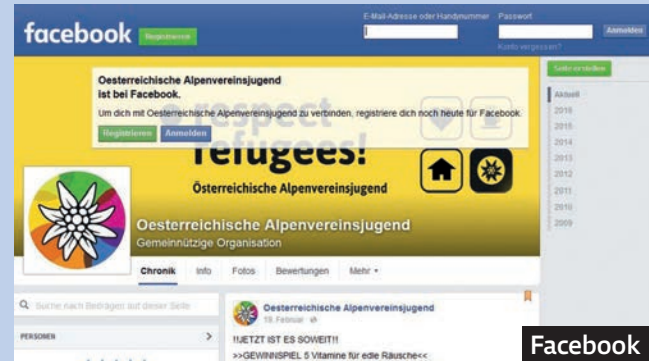 facebook
Registrieren
E-Mail-Adresse oder Handynummer
Passwort
Anmelden
Konto vergessen?
Oesterreichische Alpenvereinsjugend
ist bei Facebook.
Um dich mit Oesterreichische Alpenvereinsjugend zu verbinden, registriere dich noch heute für Facebook.
Registrieren
Anmelden
respect
refugees!
Österreichische Alpenvereinsjugend
Oesterreichische Alpenvereinsjugend
Gemeinnützige Organisation
Seite erstellen
Aktuell
2016
2015
2014
2013
2012
2011
2010
2009
Chronik
Info
Fotos
Bewertungen
Mehr
Suche nach Beiträgen auf dieser Seite
PERSONEN
Oesterreichische Alpenvereinsjugend
19. Februar
!!JETZT IST ES SOWEIT!!
>>GEWINNSPIEL 5 Vitamine für edle Räusche<<
Facebook